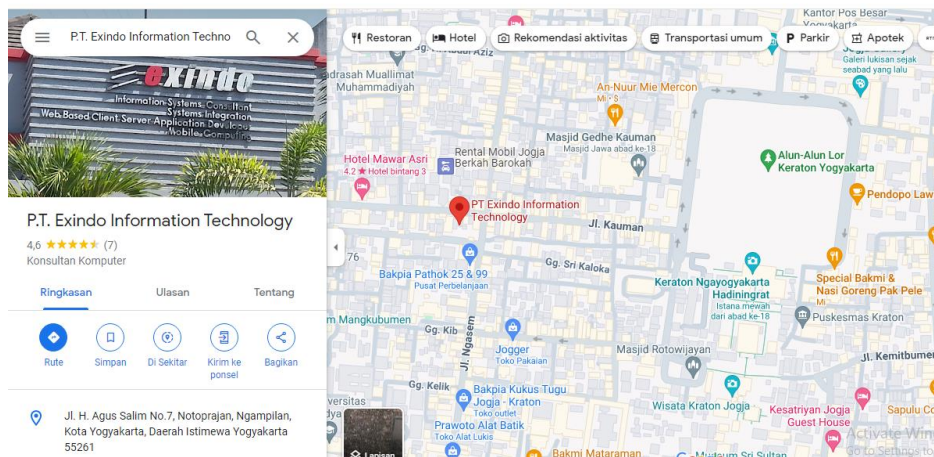 P.T. Exindo Information Techno
Restoran
Hotel
Rekomendasi aktivitas
Transportasi umum
P Parkir
Apotek
exindo
Information Systems Consultant
Systems Integration
Web Based Client Server Application
Mobile Computing
P.T. Exindo Information Technology
4,6 (7)
Konsultan Komputer
Ringkasan
Ulasan
Tentang
Rute
Simpan
Di Sekitar
Kirim ke
ponsel
Bagikan
Jl. H. Agus Salim No.7, Notoprajan, Ngampilan,
Kota Yogyakarta, Daerah Istimewa Yogyakarta
55261
Kantor Pos Besar
Yogyakarta
Galeri lukisan sejak
seabad yang lalu
Muallimat
Muhammadiyah
An-Nuur Mie Mercon
Mi • $
Masjid Gedhe Kauman
Masjid Jawa abad ke-18
Rental Mobil Jogja
Berkah Barokah
Hotel Mawar Asri
4.2 ★ Hotel bintang 3
Alun-Alun Lor
Keraton Yogyakarta
Pendopo Law
PT Exindo Information
Technology
Jl. Kauman
76
Gg. Sri Kaloka
Bakpia Pathok 25 & 99
Pusat Perbelanjaan
Keraton Ngayogyakarta
Hadiningrat
Istana mewah
dari abad ke-18
Special Bakmi &
Nasi Goreng Pak Pele
Mi
Puskesmas Kraton
m Mangkubumen
Gg. Kib
Jl. Ngasem
Jogger
Toko Pakaian
Masjid Rotowijayan
Jl. Kemitbumen
Gg. Kelik
Bakpia Kukus Tugu
Jogja - Kraton
Toko outlet
Wisata Kraton Jogja
Kesatriyan Jogja
Guest House
Sapulu Co
versitas
Prawoto Alat Batik
Toko Alat Lukis
Lapisan
Bakmi Mataraman
Museum Sri Sultan
Activate Win
Go to Settings to